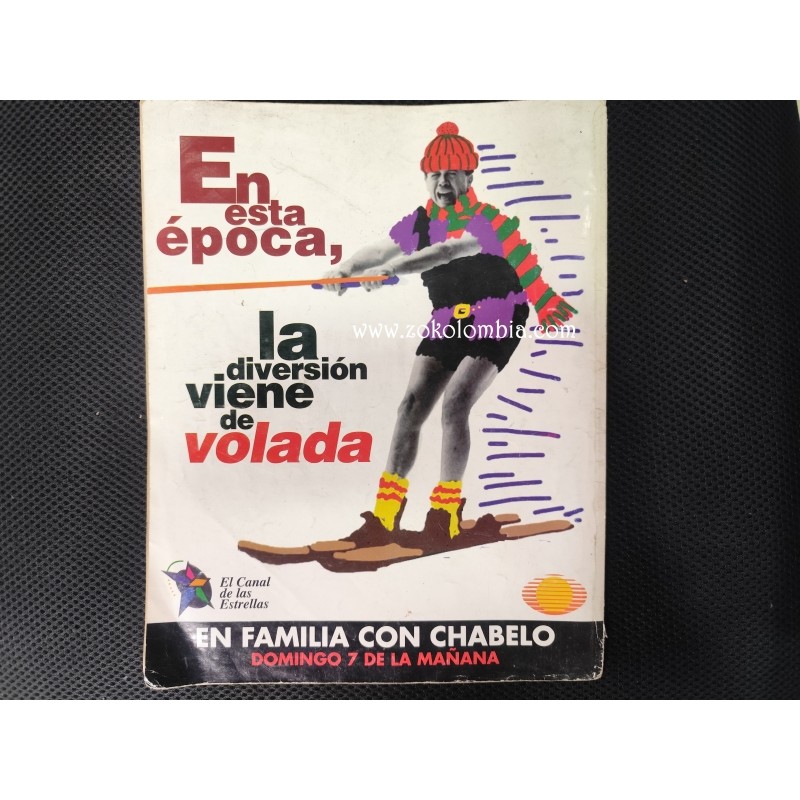 En
esta
época,
la
diversión
viene
de
volada
www.zokolombia.com
El Canal
de las
Estrellas
EN FAMILIA CON CHABELO
DOMINGO 7 DE LA MAÑANA